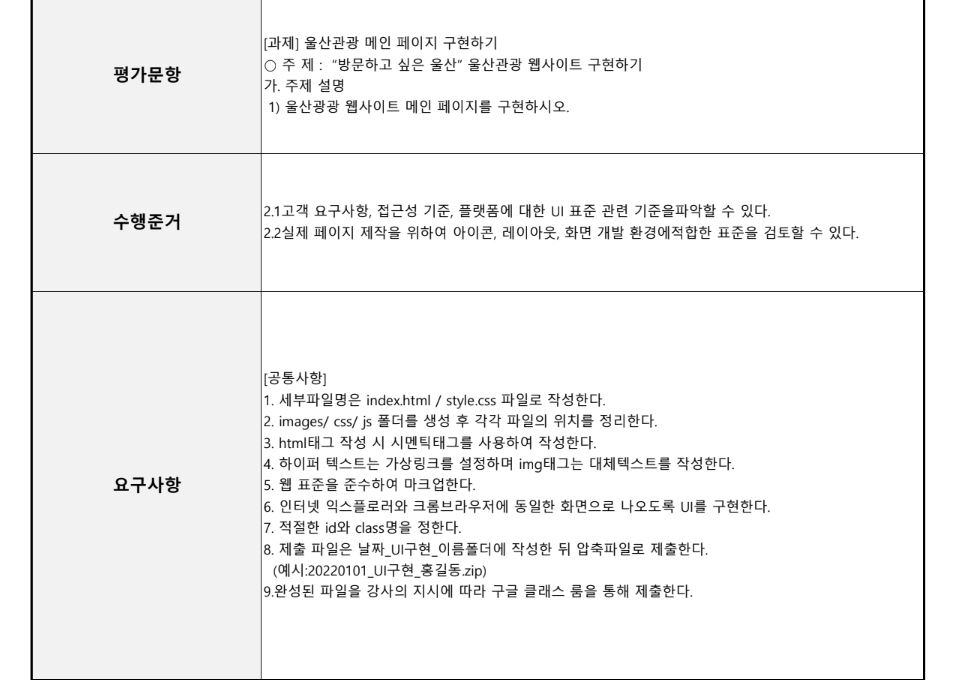 평가문항
[과제] 울산관광 메인 페이지 구현하기
○ 주 제 : “방문하고 싶은 울산” 울산관광 웹사이트 구현하기
가. 주제 설명
1) 울산광광 웹사이트 메인 페이지를 구현하시오.
수행준거
2.1고객 요구사항, 접근성 기준, 플랫폼에 대한 UI 표준 관련 기준을파악할 수 있다.
2.2실제 페이지 제작을 위하여 아이콘, 레이아웃, 화면 개발 환경에적합한 표준을 검토할 수 있다.
요구사항
[공통사항]
1. 세부파일명은 index.html / style.css 파일로 작성한다.
2. images/ css/ js 폴더를 생성 후 각각 파일의 위치를 정리한다.
3. html태그 작성 시 시멘틱태그를 사용하여 작성한다.
4. 하이퍼 텍스트는 가상링크를 설정하며 img태그는 대체텍스트를 작성한다.
5. 웹 표준을 준수하여 마크업한다.
6. 인터넷 익스플로러와 크롬브라우저에 동일한 화면으로 나오도록 UI를 구현한다.
7. 적절한 id와 class명을 정한다.
8. 제출 파일은 날짜_UI구현_이름폴더에 작성한 뒤 압축파일로 제출한다.
(예시:20220101_UI구현_홍길동.zip)
9.완성된 파일을 강사의 지시에 따라 구글 클래스 룸을 통해 제출한다.